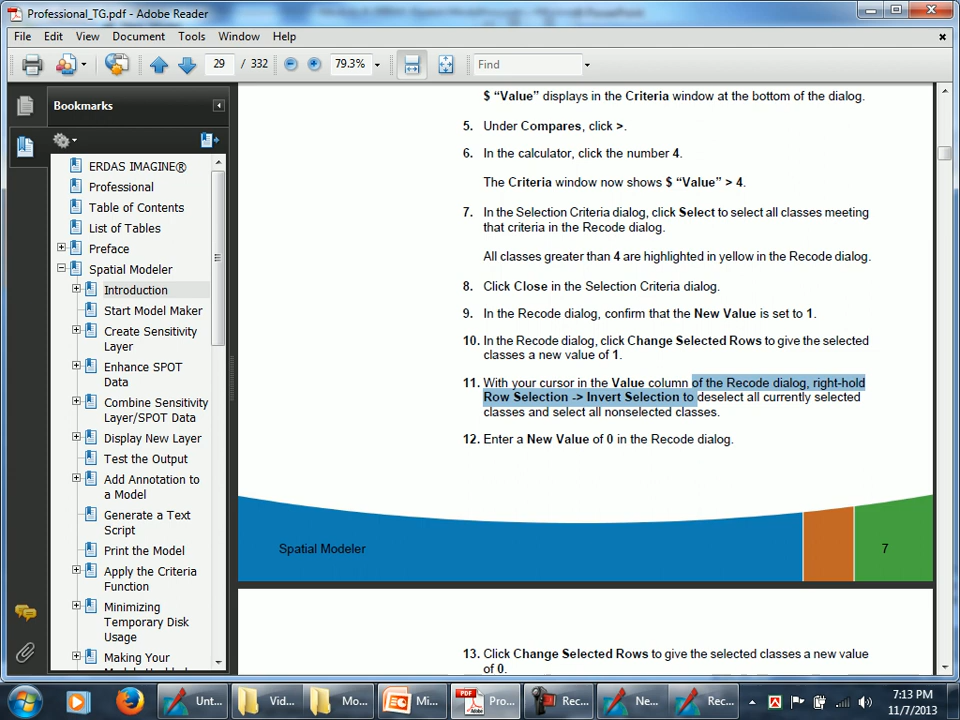 Professional_TG.pdf - Adobe Reader
File Edit View Document Tools Window Help
29 / 332 79.3% Find
Bookmarks
ERDAS IMAGINE®
Professional
Table of Contents
List of Tables
Preface
Spatial Modeler
Introduction
Start Model Maker
Create Sensitivity
Layer
Enhance SPOT
Data
Combine Sensitivity
Layer/SPOT Data
Display New Layer
Test the Output
Add Annotation to
a Model
Generate a Text
Script
Print the Model
Apply the Criteria
Function
Minimizing
Temporary Disk
Usage
Making Your
$ “Value” displays in the Criteria window at the bottom of the dialog.
5. Under Compares, click >.
6. In the calculator, click the number 4.
The Criteria window now shows $ “Value” > 4.
7. In the Selection Criteria dialog, click Select to select all classes meeting
that criteria in the Recode dialog.
All classes greater than 4 are highlighted in yellow in the Recode dialog.
8. Click Close in the Selection Criteria dialog.
9. In the Recode dialog, confirm that the New Value is set to 1.
10. In the Recode dialog, click Change Selected Rows to give the selected
classes a new value of 1.
11. With your cursor in the Value column of the Recode dialog, right-hold
Row Selection -> Invert Selection to deselect all currently selected
classes and select all nonselected classes.
12. Enter a New Value of 0 in the Recode dialog.
Spatial Modeler 7
13. Click Change Selected Rows to give the selected classes a new value
of 0.
Unt... Vid... Mo... Mi... Pro... Rec... Ne... Rec...
7:13 PM
11/7/2013